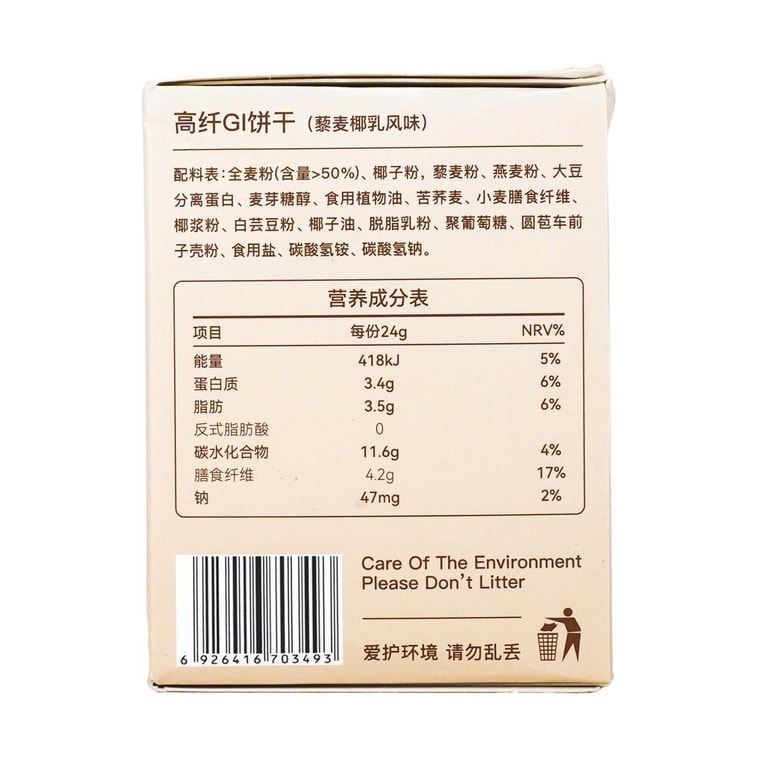 高纤GI饼干（藜麦椰乳风味）
配料表：全麦粉(含量>50%)、椰子粉，藜麦粉、燕麦粉、大豆
分离蛋白、麦芽糖醇、食用植物油、苦荞麦、小麦膳食纤维、
椰浆粉、白芸豆粉、椰子油、脱脂乳粉、聚葡萄糖、圆苞车前
子壳粉、食用盐、碳酸氢铵、碳酸氢钠。
营养成分表
项目 每份24g NRV%
能量 418kJ 5%
蛋白质 3.4g 6%
脂肪 3.5g 6%
反式脂肪酸 0
碳水化合物 11.6g 4%
膳食纤维 4.2g 17%
钠 47mg 2%
6 926416 703493
Care Of The Environment
Please Don't Litter
爱护环境 请勿乱丢